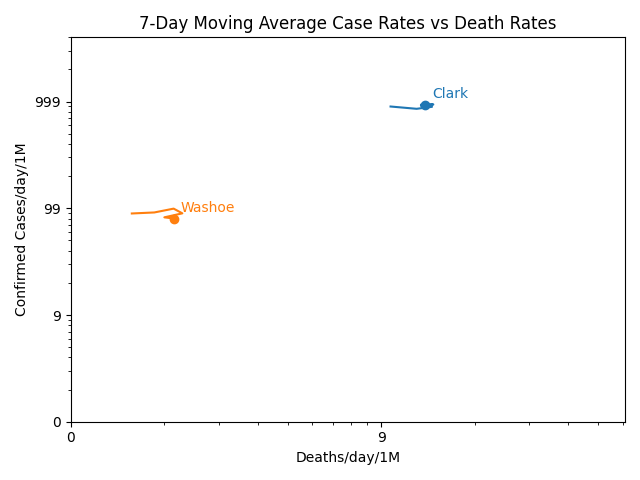 7-Day Moving Average Case Rates vs Death Rates
999
Clark
99
Washoe
9
0
0
9
Confirmed Cases/day/1M
Deaths/day/1M